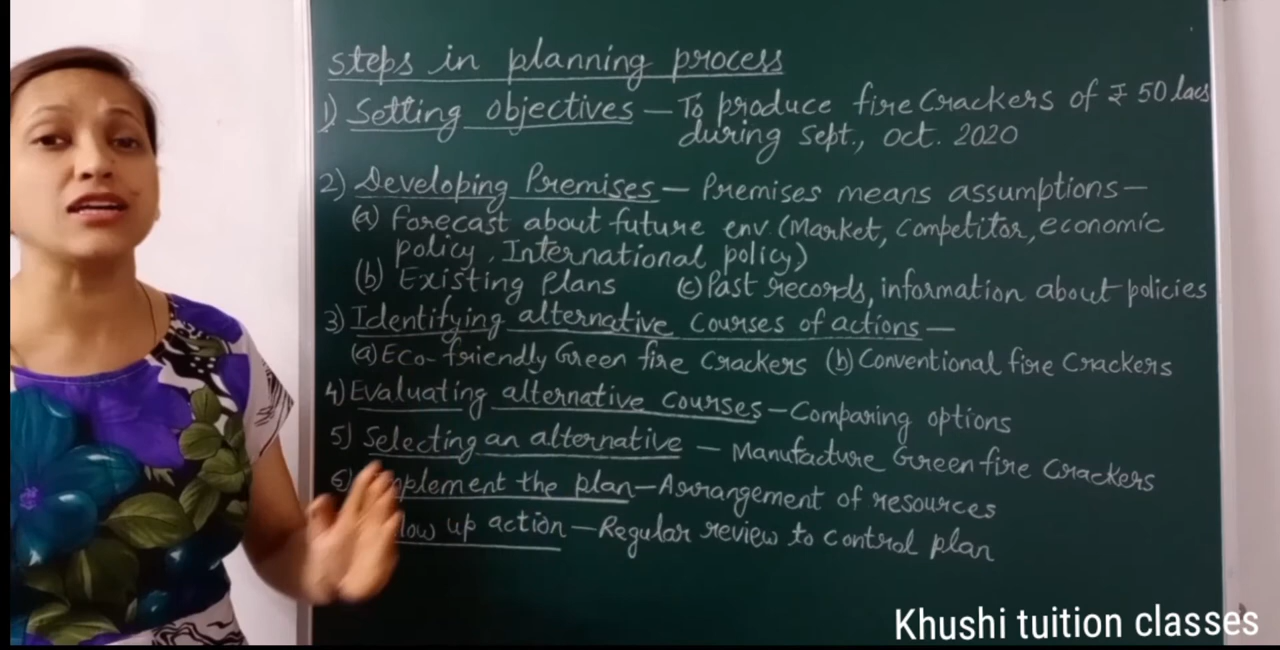 steps in planning process
1) Setting objectives — To produce fire Crackers of ₹ 50 lacs
during Sept., Oct. 2020
2) Developing Premises — Premises means assumptions —
(a) Forecast about future env (Market, competitor, economic
policy, International policy)
(b) Existing Plans (c) Past records, information about policies
3) Identifying alternative Courses of actions —
(a) Eco-friendly Green fire Crackers (b) Conventional fire Crackers
4) Evaluating alternative Courses — Comparing options
5) Selecting an alternative — Manufacture Green fire Crackers
6) mplement the plan — Arrangement of resources
low up action — Regular review to control plan
Khushi tuition classes